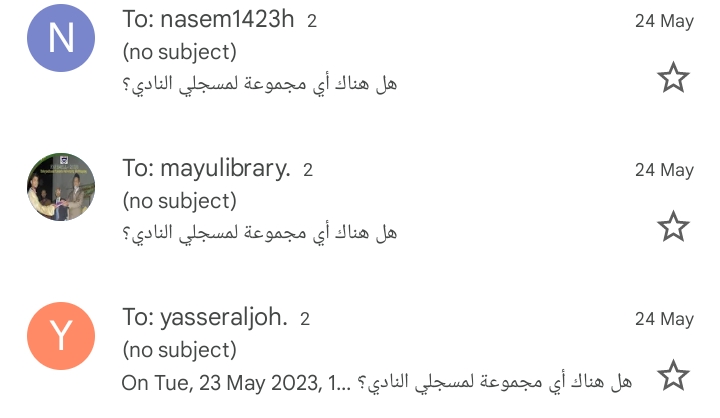 N To: nasem1423h 2 24 May
(no subject)
هل هناك أي مجموعة لمسجلي النادي؟
To: mayulibrary. 2 24 May
(no subject)
هل هناك أي مجموعة لمسجلي النادي؟
Y To: yasseraljoh. 2 24 May
(no subject)
On Tue, 23 May 2023, 1... هل هناك أي مجموعة لمسجلي النادي؟